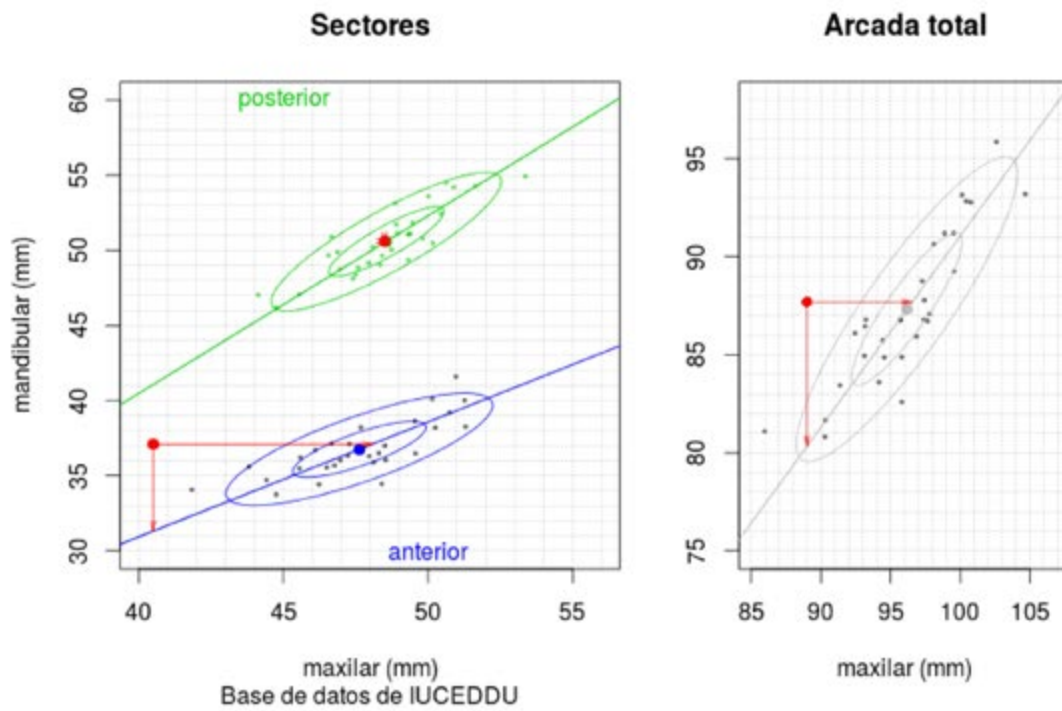 Sectores
Arcada total
posterior
anterior
mandibular (mm)
60
55
50
45
40
35
30
40 45 50 55
maxilar (mm)
Base de datos de IUCEDDU
95
90
85
80
75
85 90 95 100 105
maxilar (mm)